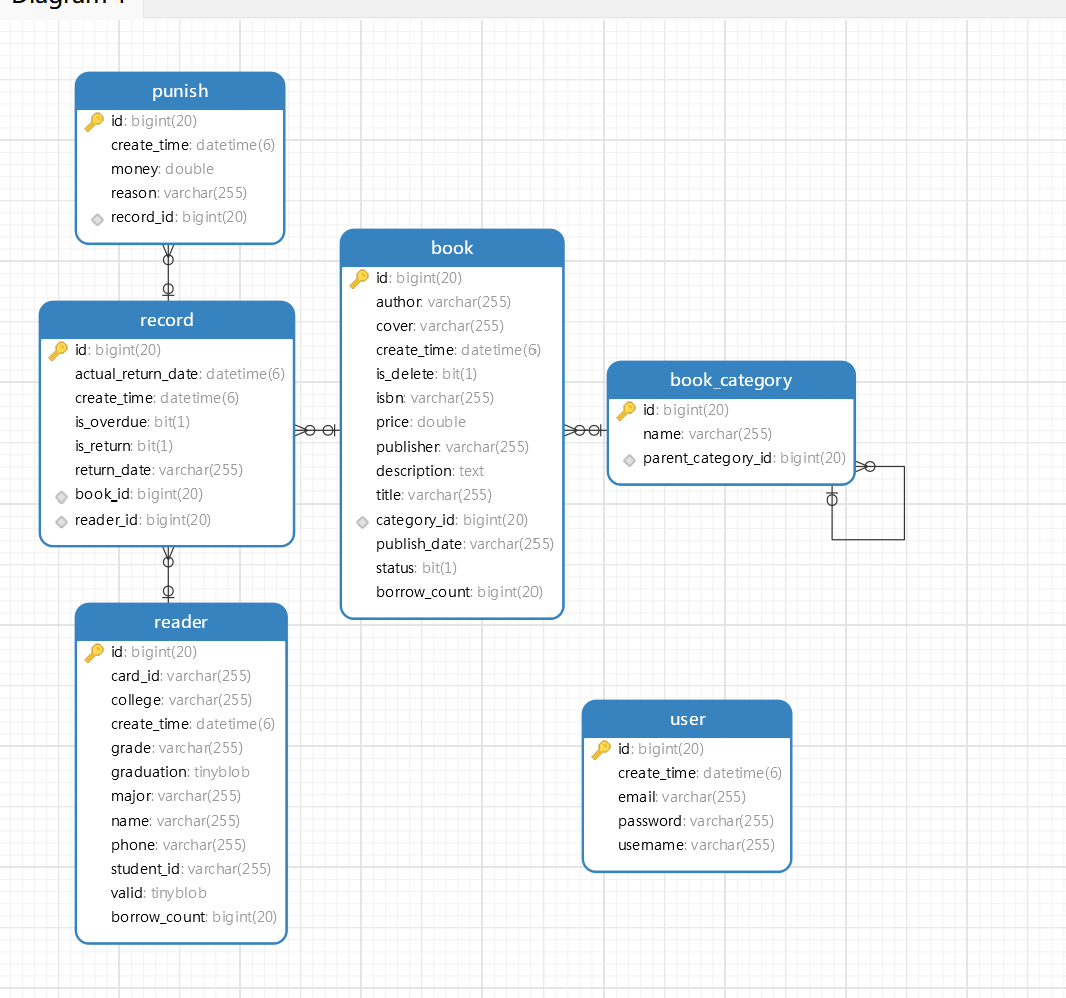 Diagram 1
punish
id: bigint(20)
create_time: datetime(6)
money: double
reason: varchar(255)
record_id: bigint(20)
record
id: bigint(20)
actual_return_date: datetime(6)
create_time: datetime(6)
is_overdue: bit(1)
is_return: bit(1)
return_date: varchar(255)
book_id: bigint(20)
reader_id: bigint(20)
reader
id: bigint(20)
card_id: varchar(255)
college: varchar(255)
create_time: datetime(6)
grade: varchar(255)
graduation: tinyblob
major: varchar(255)
name: varchar(255)
phone: varchar(255)
student_id: varchar(255)
valid: tinyblob
borrow_count: bigint(20)
book
id: bigint(20)
author: varchar(255)
cover: varchar(255)
create_time: datetime(6)
is_delete: bit(1)
isbn: varchar(255)
price: double
publisher: varchar(255)
description: text
title: varchar(255)
category_id: bigint(20)
publish_date: varchar(255)
status: bit(1)
borrow_count: bigint(20)
book_category
id: bigint(20)
name: varchar(255)
parent_category_id: bigint(20)
user
id: bigint(20)
create_time: datetime(6)
email: varchar(255)
password: varchar(255)
username: varchar(255)